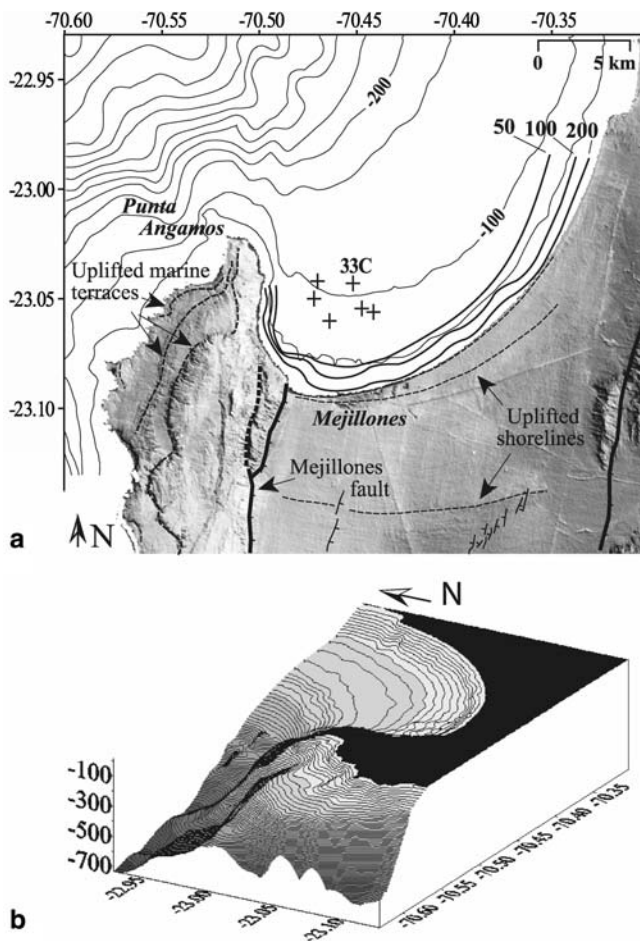 -70.60 -70.55 -70.50 -70.45 -70.40 -70.35
0 5 km
-22.95
-200
50 100 200
-23.00
Punta
Angamos
-100
33C
Uplifted marine
terraces
-23.05
-23.10
Mejillones
Uplifted
shorelines
Mejillones
fault
N
a
N
-100
-300
-500
-700
-22.95
-23.00
-23.05
-23.10
-70.60
-70.55
-70.50
-70.45
-70.40
-70.35
b